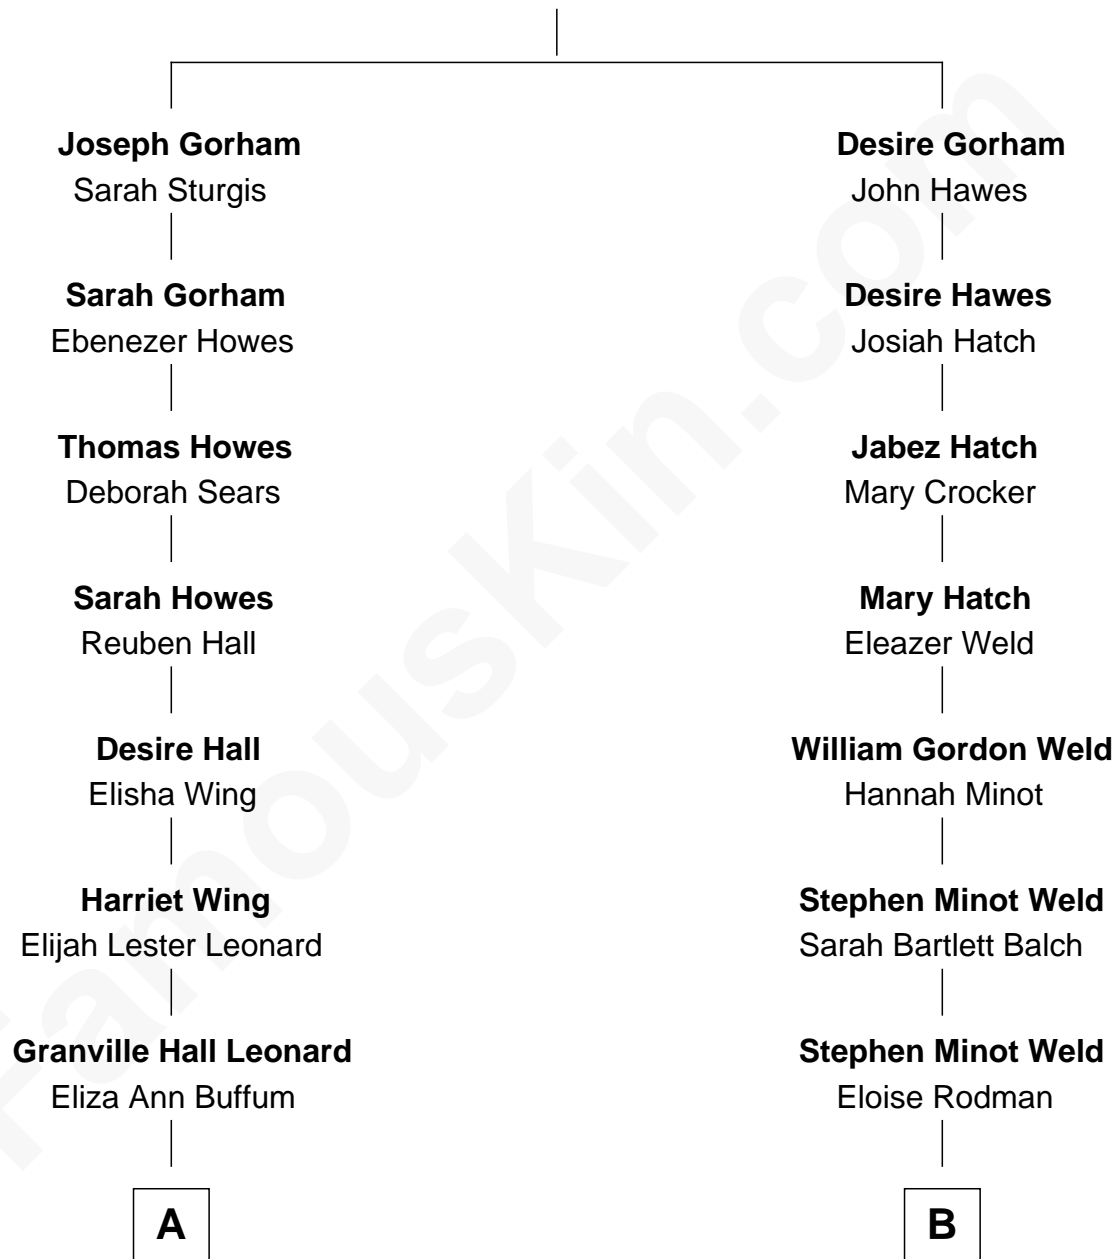 Joseph Gorham
Sarah Sturgis
Sarah Gorham
Ebenezer Howes
Thomas Howes
Deborah Sears
Sarah Howes
Reuben Hall
Desire Hall
Elisha Wing
Harriet Wing
Elijah Lester Leonard
Granville Hall Leonard
Eliza Ann Buffum
A
Desire Gorham
John Hawes
Desire Hawes
Josiah Hatch
Jabez Hatch
Mary Crocker
Mary Hatch
Eleazer Weld
William Gordon Weld
Hannah Minot
Stephen Minot Weld
Sarah Bartlett Balch
Stephen Minot Weld
Eloise Rodman
B
FamousKin.com